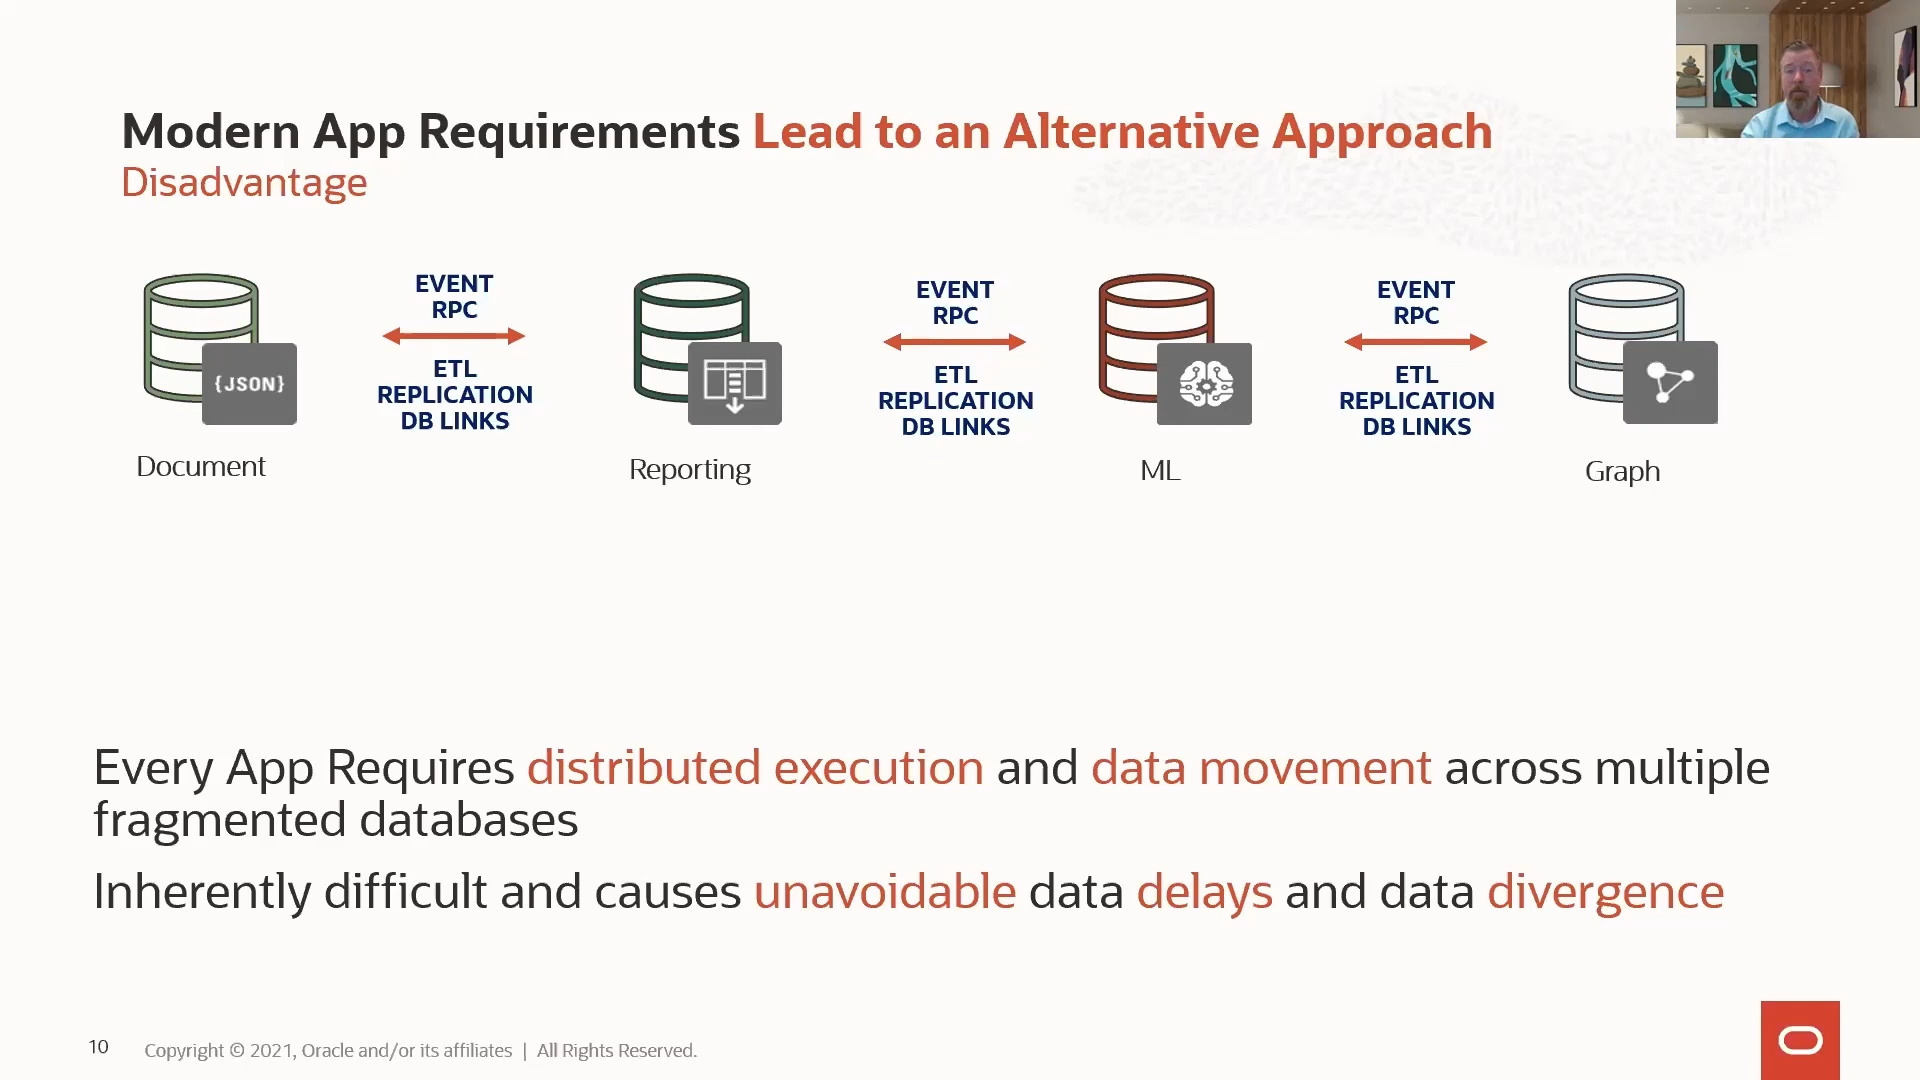 Modern App Requirements Lead to an Alternative Approach
Disadvantage
EVENT
RPC
ETL
REPLICATION
DB LINKS
EVENT
RPC
ETL
REPLICATION
DB LINKS
EVENT
RPC
ETL
REPLICATION
DB LINKS
{JSON}
Document
Reporting
ML
Graph
Every App Requires distributed execution and data movement across multiple
fragmented databases
Inherently difficult and causes unavoidable data delays and data divergence
10
Copyright © 2021, Oracle and/or its affiliates | All Rights Reserved.